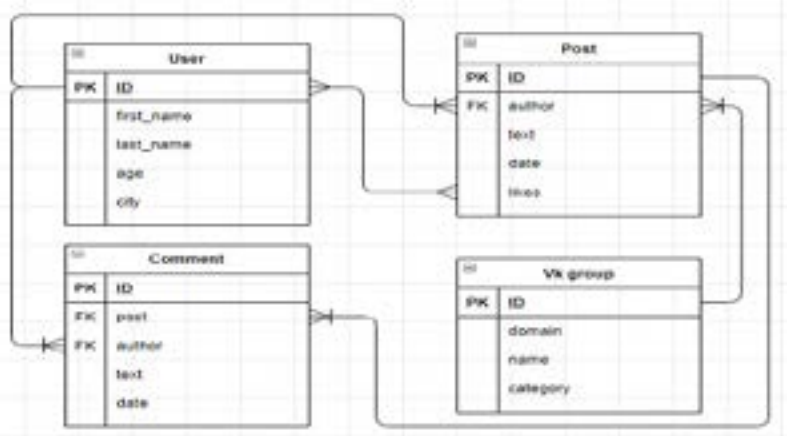 User
PK ID
first_name
last_name
age
city
Post
PK ID
FK author
text
date
likes
Comment
PK ID
FK post
FK author
text
date
Vk group
PK ID
domain
name
category